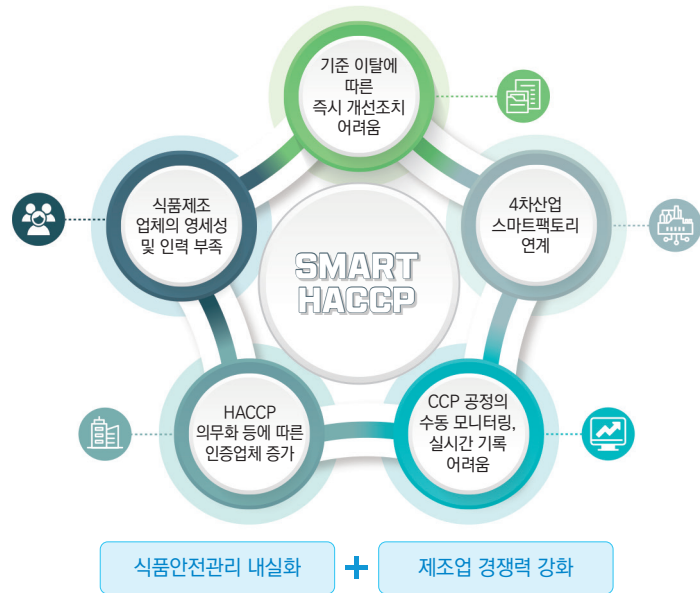 기준 이탈에
따른
즉시 개선조치
어려움
식품제조
업체의 영세성
및 인력 부족
4차산업
스마트팩토리
연계
SMART
HACCP
HACCP
의무화 등에 따른
인증업체 증가
CCP 공정의
수동 모니터링,
실시간 기록
어려움
식품안전관리 내실화
+
제조업 경쟁력 강화